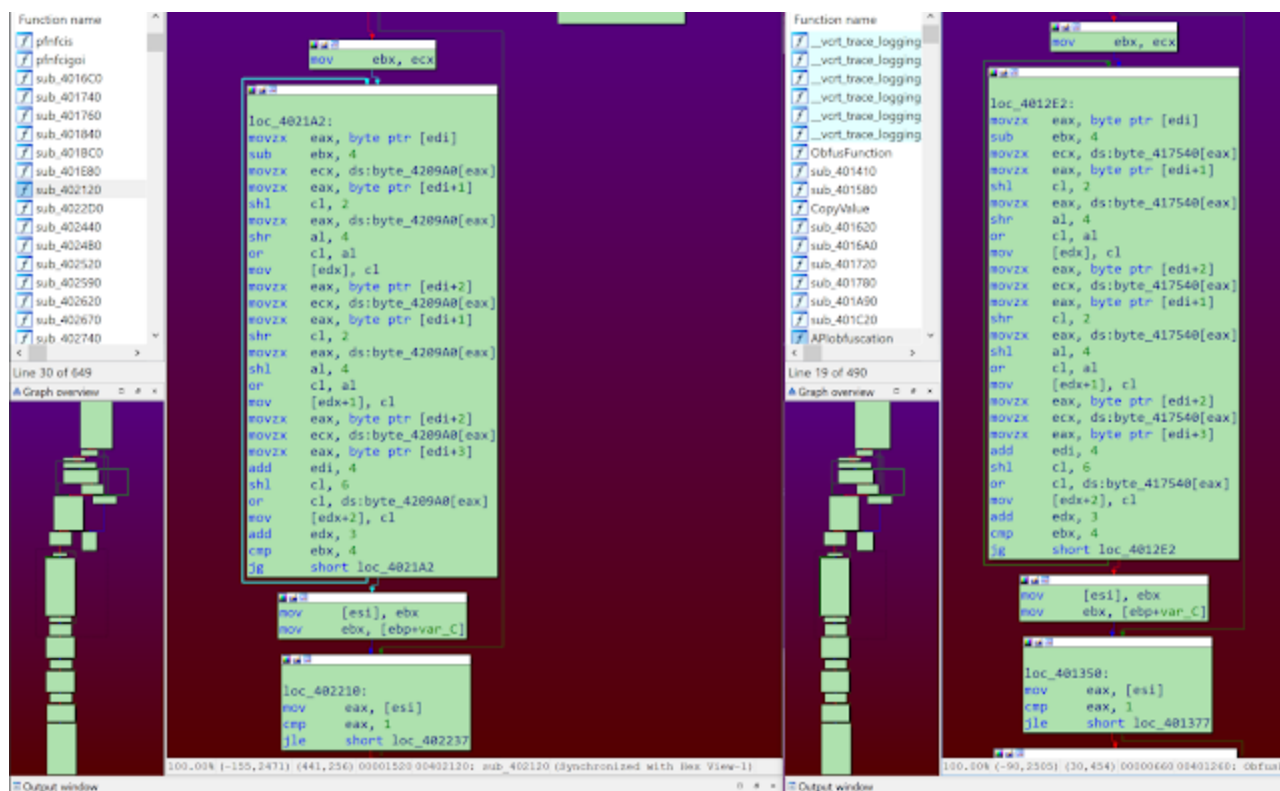 Function name
pfnfcis
pfnfcigoi
sub_4016C0
sub_401740
sub_401760
sub_401840
sub_401BC0
sub_401E80
sub_402120
sub_4022D0
sub_402440
sub_4024B0
sub_402520
sub_402590
sub_402620
sub_402670
sub_402740
Line 30 of 649
Graph overview
mov ebx, ecx
loc_4021A2:
movzx eax, byte ptr [edi]
sub ebx, 4
movzx ecx, ds:byte_4209A0[eax]
movzx eax, byte ptr [edi+1]
shl cl, 2
movzx eax, ds:byte_4209A0[eax]
shr al, 4
or cl, al
mov [edx], cl
movzx eax, byte ptr [edi+2]
movzx ecx, ds:byte_4209A0[eax]
movzx eax, byte ptr [edi+1]
shr cl, 2
movzx eax, ds:byte_4209A0[eax]
shl al, 4
or cl, al
mov [edx+1], cl
movzx eax, byte ptr [edi+2]
movzx ecx, ds:byte_4209A0[eax]
movzx eax, byte ptr [edi+3]
add edi, 4
shl cl, 6
or cl, ds:byte_4209A0[eax]
mov [edx+2], cl
add edx, 3
cmp ebx, 4
jg short loc_4021A2
mov [esi], ebx
mov ebx, [ebp+var_C]
loc_402210:
mov eax, [esi]
cmp eax, 1
jle short loc_402237
100.00% (-155,2471) (441,256) 00001520 00402120: sub_402120 (Synchronized with Hex View-1)
Output window
Function name
__vcrt_trace_logging
__vcrt_trace_logging
__vcrt_trace_logging
__vcrt_trace_logging
__vcrt_trace_logging
__vcrt_trace_logging
ObfusFunction
sub_401410
sub_401580
CopyValue
sub_401620
sub_4016A0
sub_401720
sub_401780
sub_401A90
sub_401C20
APIobfuscation
Line 19 of 490
Graph overview
mov ebx, ecx
loc_4012E2:
movzx eax, byte ptr [edi]
sub ebx, 4
movzx ecx, ds:byte_417540[eax]
movzx eax, byte ptr [edi+1]
shl cl, 2
movzx eax, ds:byte_417540[eax]
shr al, 4
or cl, al
mov [edx], cl
movzx eax, byte ptr [edi+2]
movzx ecx, ds:byte_417540[eax]
movzx eax, byte ptr [edi+1]
shr cl, 2
movzx eax, ds:byte_417540[eax]
shl al, 4
or cl, al
mov [edx+1], cl
movzx eax, byte ptr [edi+2]
movzx ecx, ds:byte_417540[eax]
movzx eax, byte ptr [edi+3]
add edi, 4
shl cl, 6
or cl, ds:byte_417540[eax]
mov [edx+2], cl
add edx, 3
cmp ebx, 4
jg short loc_4012E2
mov [esi], ebx
mov ebx, [ebp+var_C]
loc_401350:
mov eax, [esi]
cmp eax, 1
jle short loc_401377
100.00% (-90,2505) (30,454) 00000660 00401260: Obfus
Output window